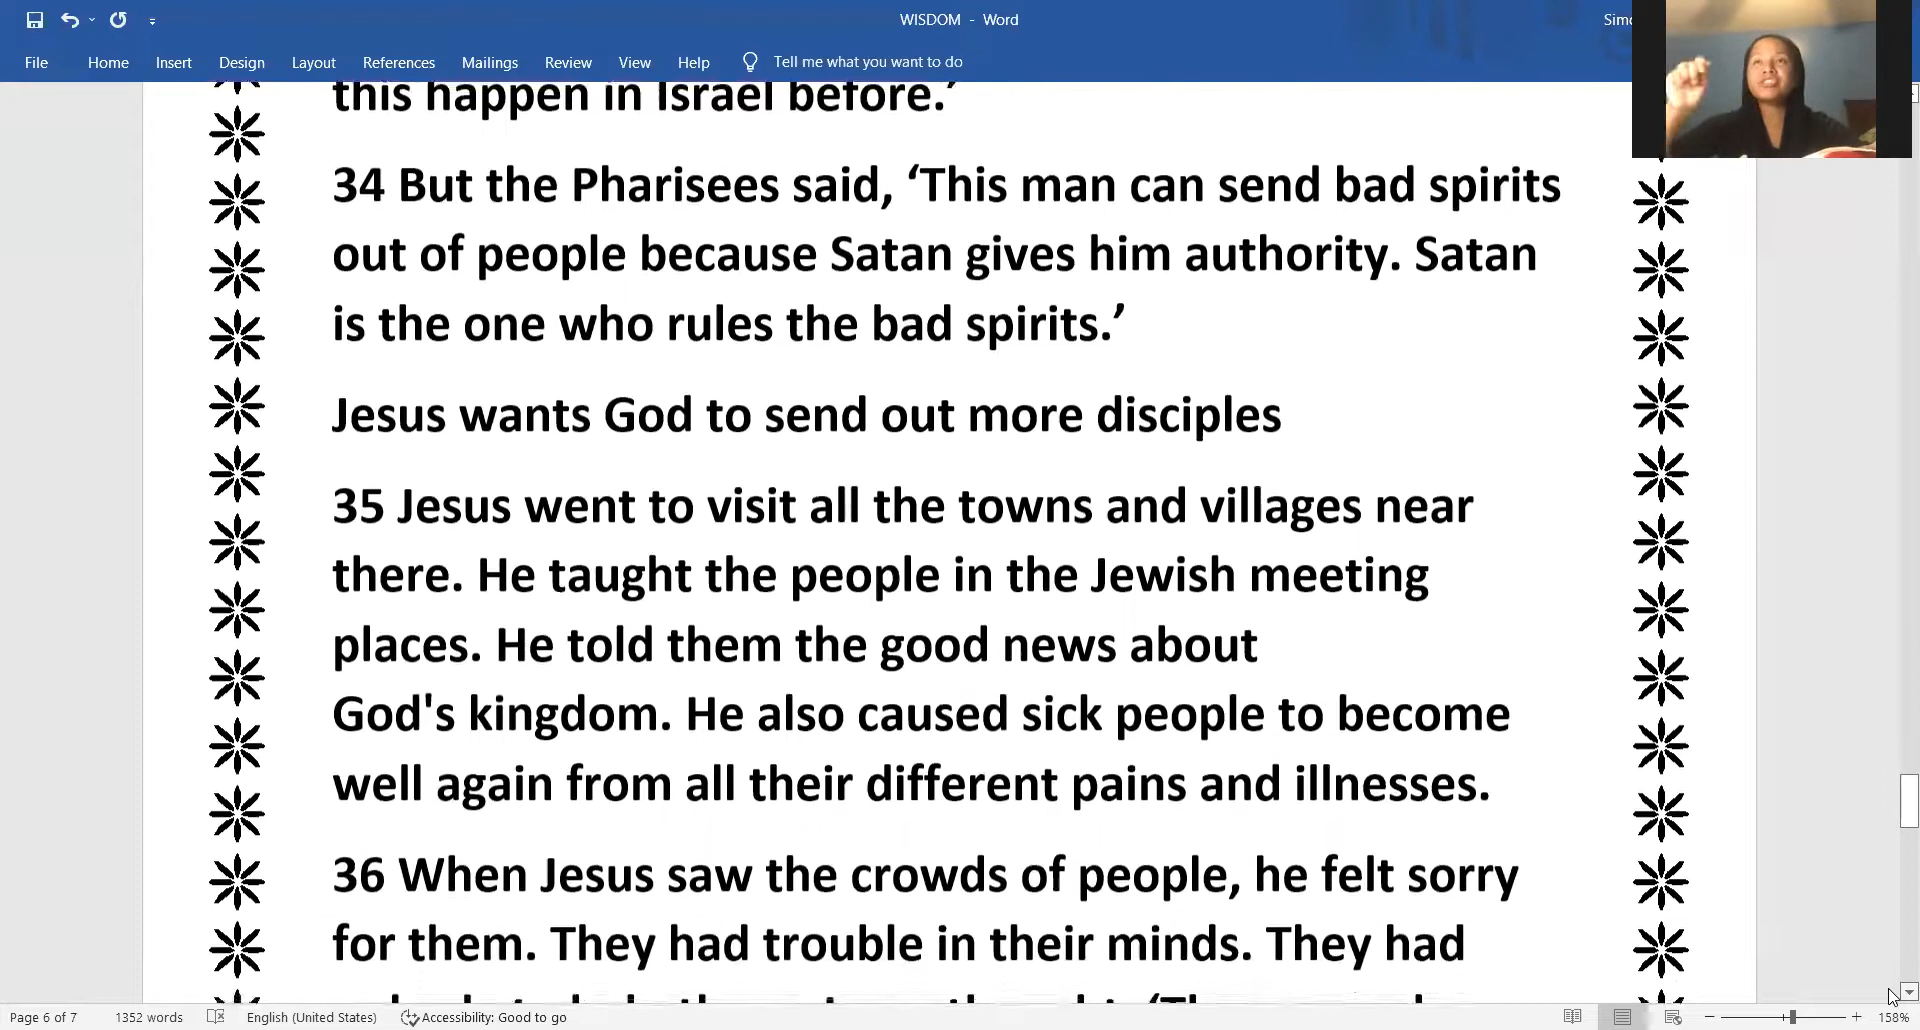 WISDOM - Word
File Home Insert Design Layout References Mailings Review View Help Tell me what you want to do
this happen in Israel before.’
34 But the Pharisees said, ‘This man can send bad spirits
out of people because Satan gives him authority. Satan
is the one who rules the bad spirits.’
Jesus wants God to send out more disciples
35 Jesus went to visit all the towns and villages near
there. He taught the people in the Jewish meeting
places. He told them the good news about
God's kingdom. He also caused sick people to become
well again from all their different pains and illnesses.
36 When Jesus saw the crowds of people, he felt sorry
for them. They had trouble in their minds. They had
Page 6 of 7 1352 words English (United States) Accessibility: Good to go 158%